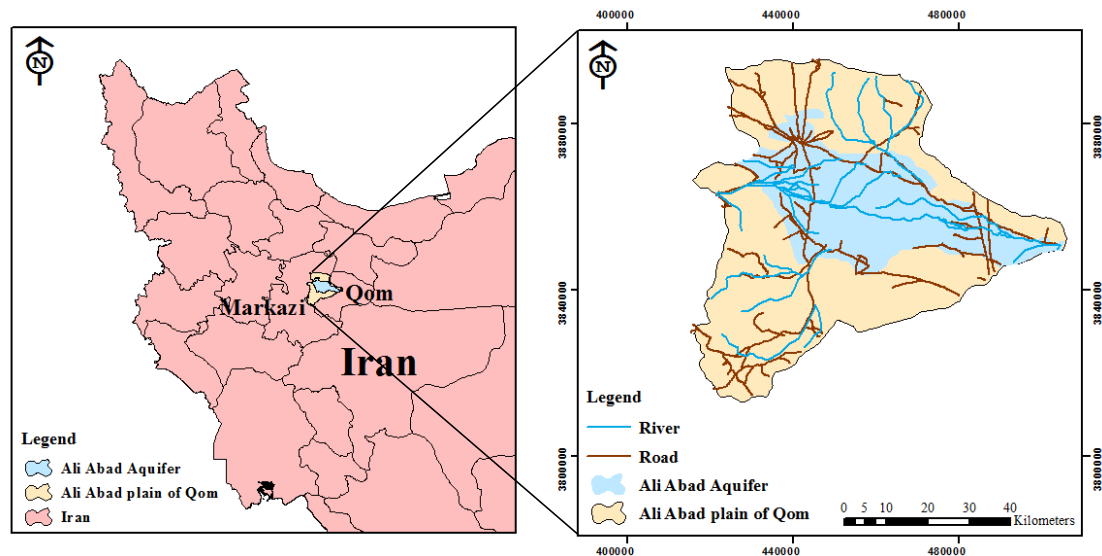 N
Qom
Markazi
Iran
Legend
Ali Abad Aquifer
Ali Abad plain of Qom
Iran
400000 440000 480000
N
3880000 3880000
3840000 3840000
3800000 3800000
Legend
River
Road
Ali Abad Aquifer
Ali Abad plain of Qom
0 5 10 20 30 40
Kilometers
400000 440000 480000